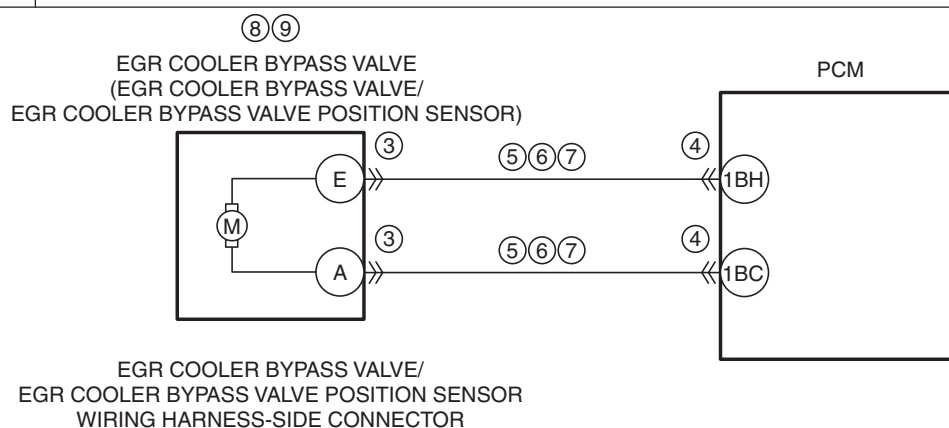 ⑧⑨
EGR COOLER BYPASS VALVE
(EGR COOLER BYPASS VALVE/
EGR COOLER BYPASS VALVE POSITION SENSOR)
PCM
③
⑤⑥⑦
④
E
1BH
M
③
⑤⑥⑦
④
A
1BC
EGR COOLER BYPASS VALVE/
EGR COOLER BYPASS VALVE POSITION SENSOR
WIRING HARNESS-SIDE CONNECTOR